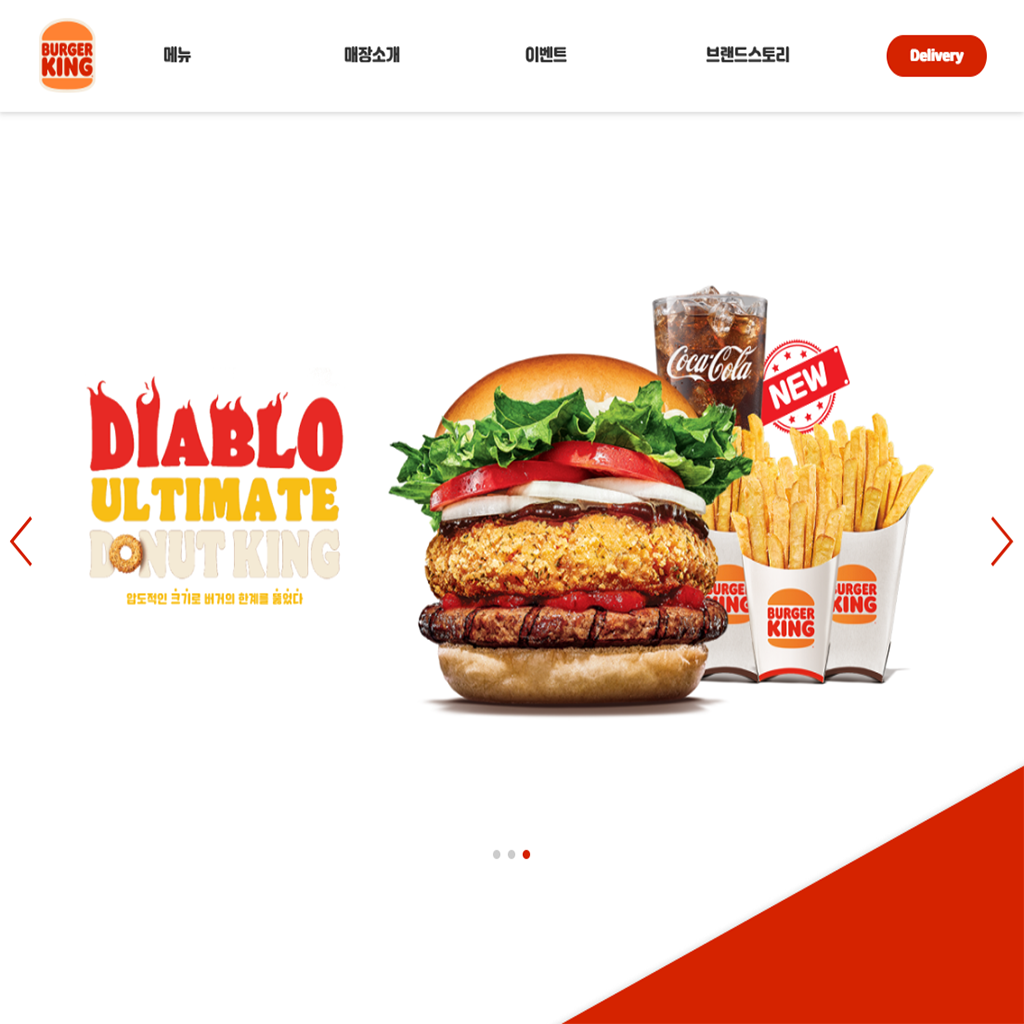 BURGER
KING
메뉴
매장소개
이벤트
브랜드스토리
Delivery
Coca-Cola
NEW
DIABLO
ULTIMATE
DONUT KING
압도적인 크기로 버거의 한계를 뚫었다
BURGER
KING
BURGER
KING
BURGER
KING